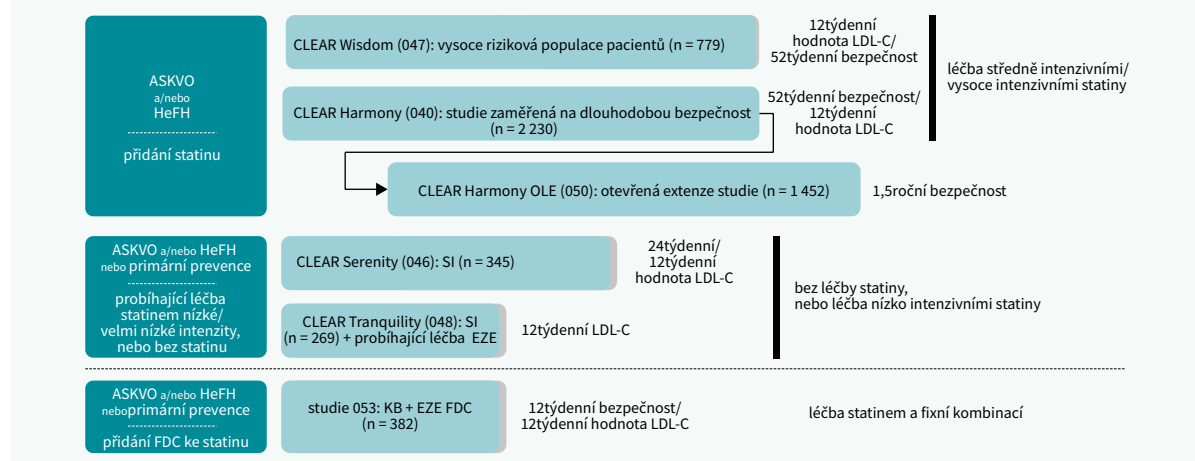 ASKVO
a/nebo
HeFH
přidání statinu
CLEAR Wisdom (047): vysoce riziková populace pacientů (n = 779)
12týdenní
hodnota LDL-C/
52týdenní bezpečnost
CLEAR Harmony (040): studie zaměřená na dlouhodobou bezpečnost
(n = 2 230)
52týdenní bezpečnost/
12týdenní
hodnota LDL-C
léčba středně intenzivními/
vysoce intenzivními statiny
CLEAR Harmony OLE (050): otevřená extenze studie (n = 1 452)
1,5roční bezpečnost
ASKVO a/nebo HeFH
nebo primární prevence
probíhající léčba
statinem nízké/
velmi nízké intenzity,
nebo bez statinu
CLEAR Serenity (046): SI (n = 345)
24týdenní/
12týdenní
hodnota LDL-C
CLEAR Tranquility (048): SI
(n = 269) + probíhající léčba EZE
12týdenní LDL-C
bez léčby statiny,
nebo léčba nízko intenzivními statiny
ASKVO a/nebo HeFH
neboprimární prevence
přidání FDC ke statinu
studie 053: KB + EZE FDC
(n = 382)
12týdenní bezpečnost/
12týdenní hodnota LDL-C
léčba statinem a fixní kombinací